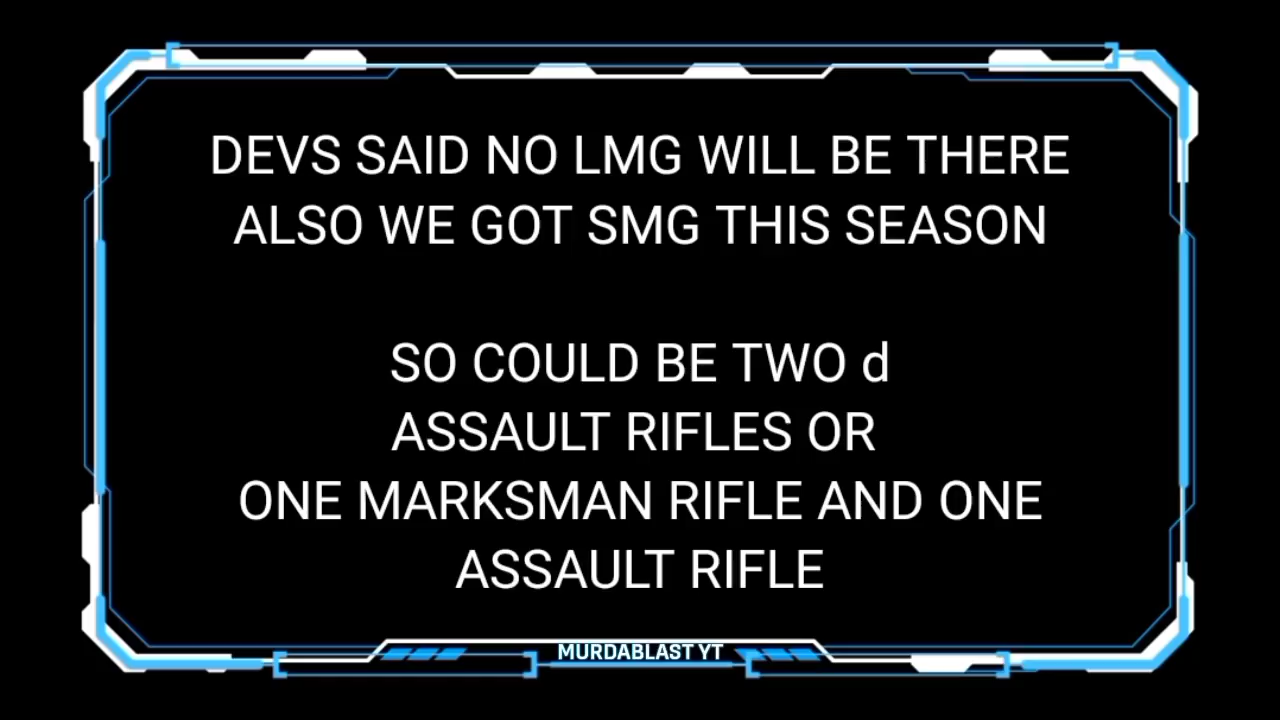 DEVS SAID NO LMG WILL BE THERE
ALSO WE GOT SMG THIS SEASON
SO COULD BE TWO d
ASSAULT RIFLES OR
ONE MARKSMAN RIFLE AND ONE
ASSAULT RIFLE
MURDABLAST YT